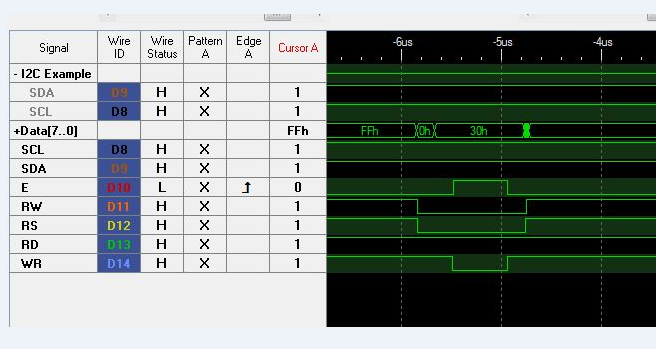 Signal Wire ID Wire Status Pattern A Edge A Cursor A -6us -5us -4us
- I2C Example 1
SDA D9 H X 1
SCL D8 H X 1
+Data[7..0] FFh FFh 0h 30h
SCL D8 H X 1
SDA D9 H X 1
E D10 L X 0
RW D11 H X 1
RS D12 H X 1
RD D13 H X 1
WR D14 H X 1